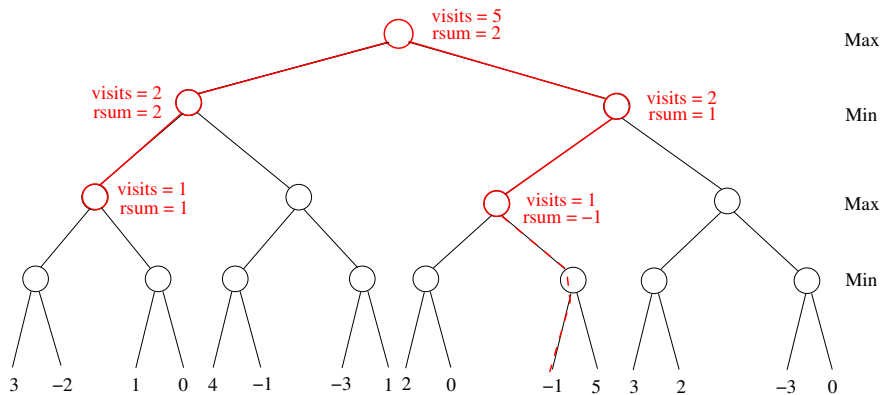 visits = 5
rsum = 2
Max
visits = 2
rsum = 2
visits = 2
rsum = 1
Min
visits = 1
rsum = 1
visits = 1
rsum = −1
Max
Min
3 −2 1 0 4 −1 −3 1 2 0 −1 5 3 2 −3 0